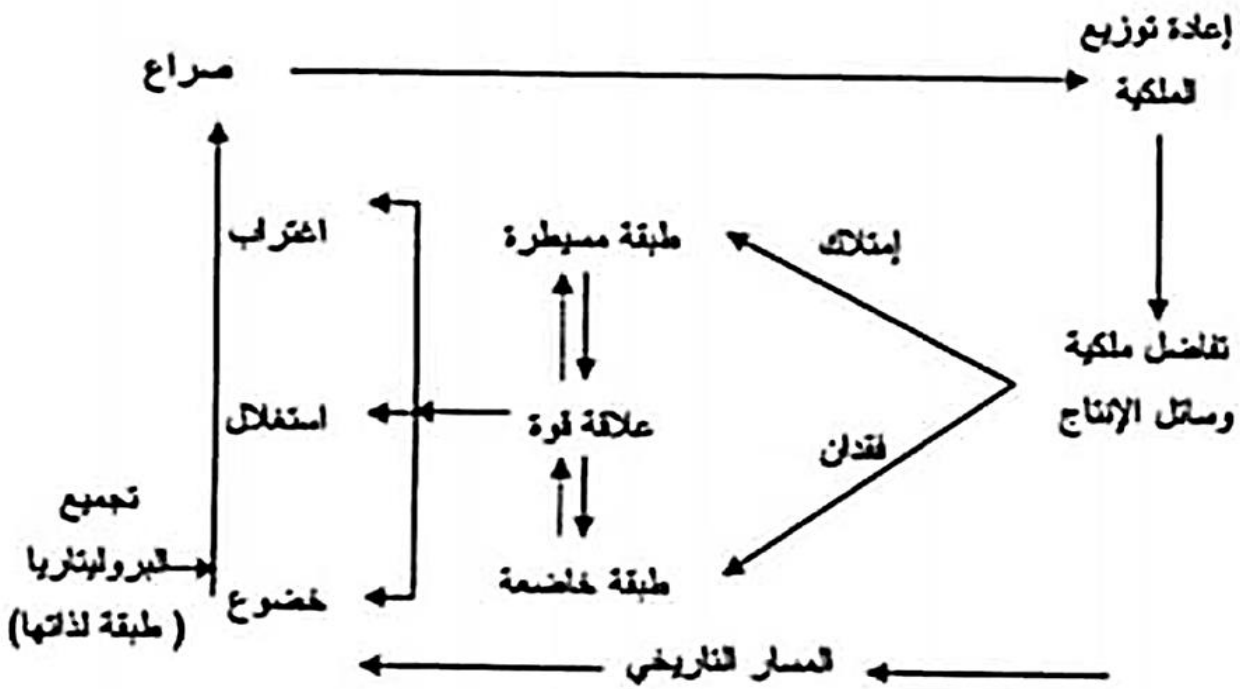 إعادة توزيع
الملكية
صراع
اغتراب
طبقة مسيطرة
إمتلاك
تفاضل ملكية
وسائل الإنتاج
استغلال
علاقة قوة
فقدان
تجميع
البروليتاريا
(طبقة لذاتها)
خضوع
طبقة خاضعة
المسار التاريخي